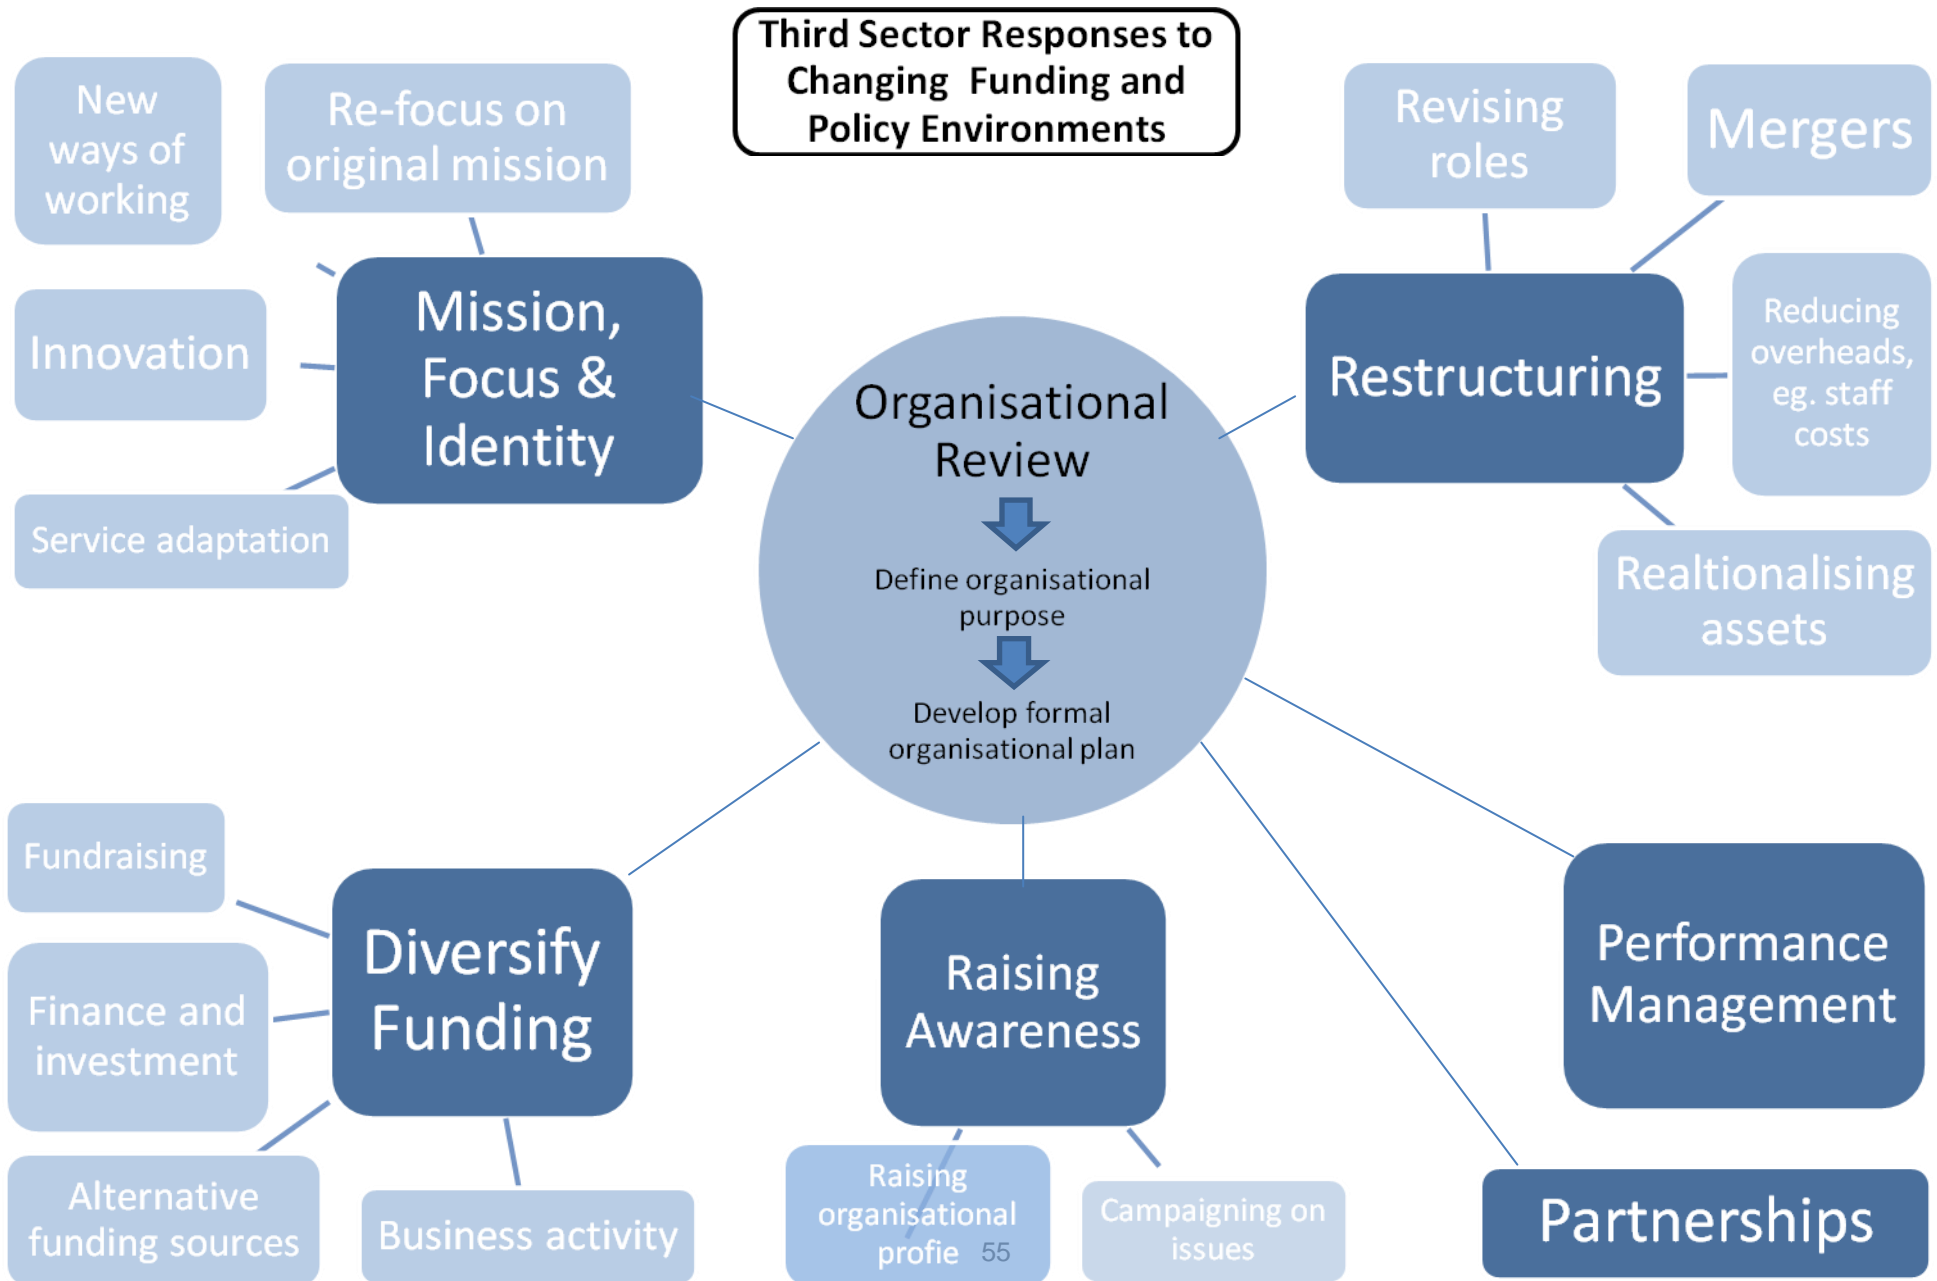 Third Sector Responses to
Changing Funding and
Policy Environments
New
ways of
working
Re-focus on
original mission
Innovation
Service adaptation
Mission,
Focus &
Identity
Revising
roles
Mergers
Restructuring
Reducing
overheads,
eg. staff
costs
Realtionalising
assets
Organisational
Review
Define organisational
purpose
Develop formal
organisational plan
Fundraising
Finance and
investment
Alternative
funding sources
Business activity
Diversify
Funding
Raising
Awareness
Raising
organisational
profie
55
Campaigning on
issues
Performance
Management
Partnerships